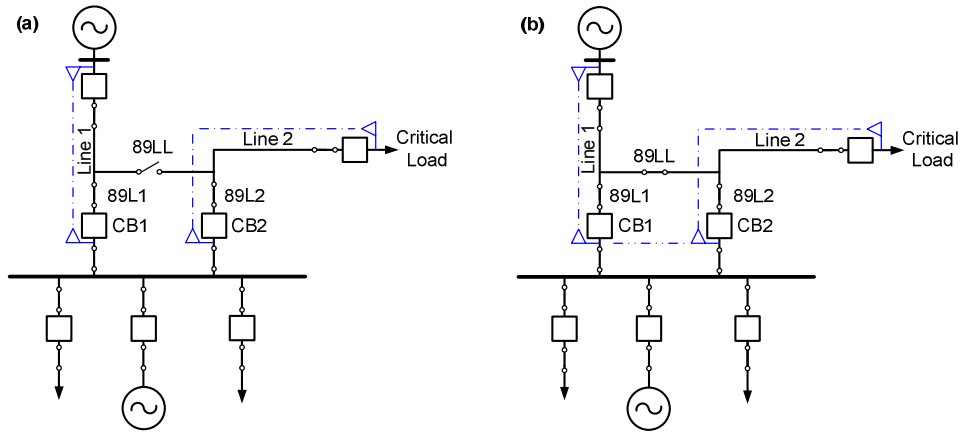 (a)
Line 1
89LL
Line 2
Critical
Load
89L1
89L2
CB1
CB2
(b)
Line 1
89LL
Line 2
Critical
Load
89L1
89L2
CB1
CB2